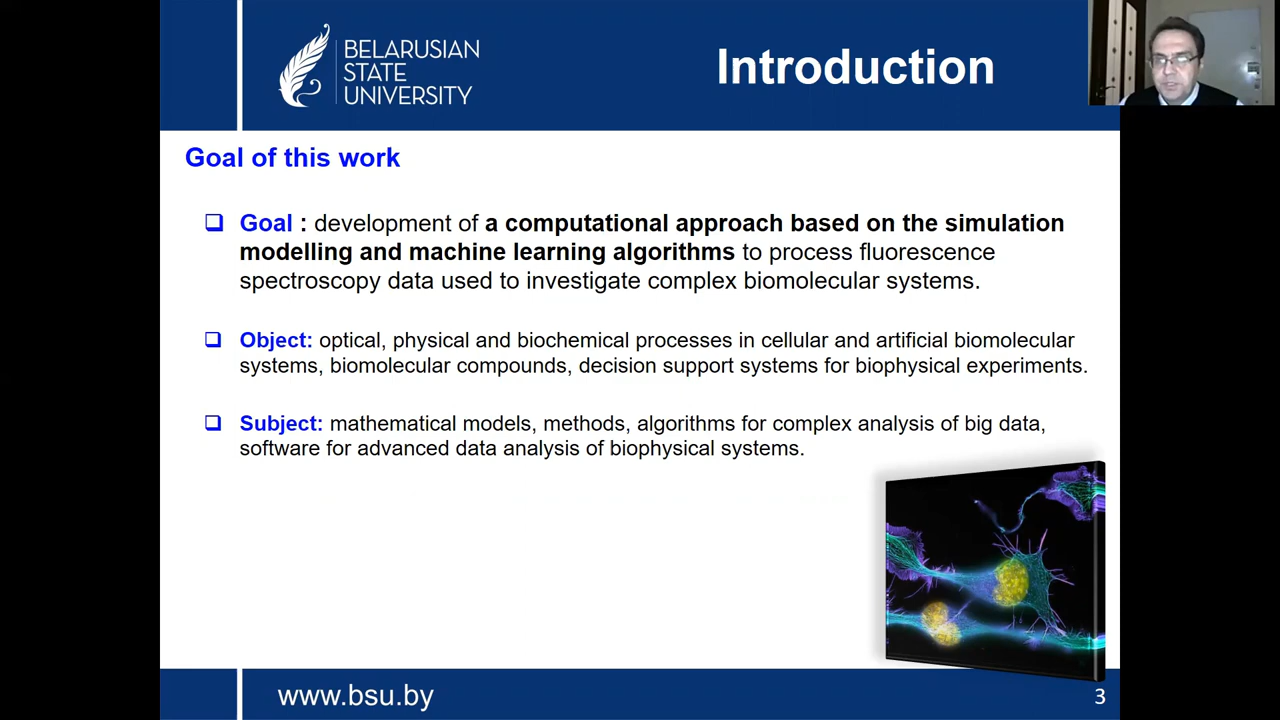 BELARUSIAN
STATE
UNIVERSITY
Introduction
Goal of this work
Goal : development of a computational approach based on the simulation
modelling and machine learning algorithms to process fluorescence
spectroscopy data used to investigate complex biomolecular systems.
Object: optical, physical and biochemical processes in cellular and artificial biomolecular
systems, biomolecular compounds, decision support systems for biophysical experiments.
Subject: mathematical models, methods, algorithms for complex analysis of big data,
software for advanced data analysis of biophysical systems.
www.bsu.by
3